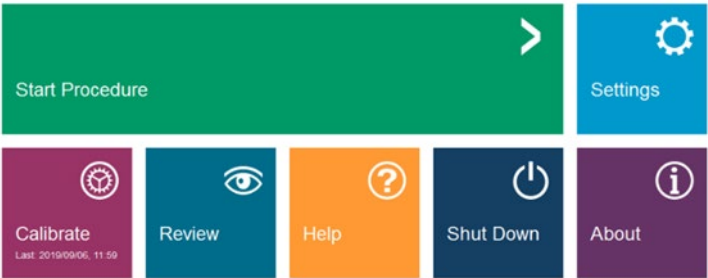 Start Procedure
Settings
Calibrate
Last: 2019/09/06, 11:59
Review
Help
Shut Down
About